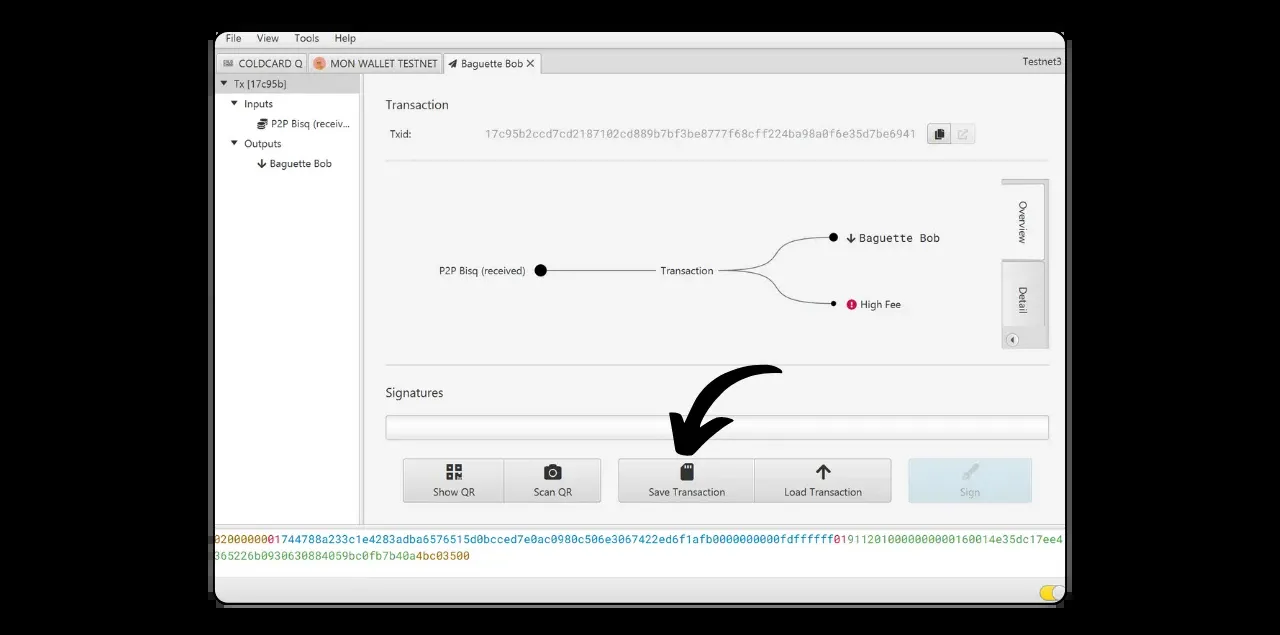 File View Tools Help
COLDCARD Q MON WALLET TESTNET Baguette Bob Testnet3
Tx [17c95b]
Inputs
P2P Bisq (receiv...
Outputs
Baguette Bob
Transaction
Txid: 17c95b2ccd7cd2187102cd889b7bf3be8777f68cff224ba98a0f6e35d7be6941
Overview
Baguette Bob
P2P Bisq (received) Transaction
High Fee
Detail
Signatures
Show QR Scan QR Save Transaction Load Transaction Sign
0200000001744788a233c1e4283adba6576515d0bcced7e0ac0980c506e3067422ed6f1afb0000000000fdffffff0191120100000000000160014e35dc17ee4
365226b0930630884059bc0fb7b40a4bc03500